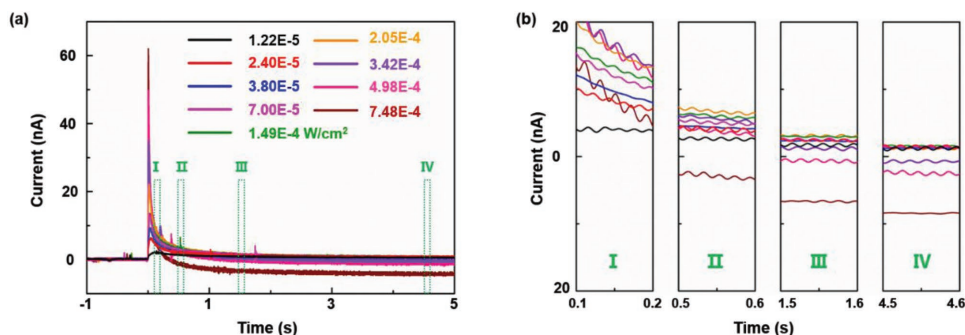 (a)
60
40
20
0
Current (nA)
1.22E-5 2.05E-4
2.40E-5 3.42E-4
3.80E-5 4.98E-4
7.00E-5 7.48E-4
1.49E-4 W/cm²
I II III IV
-1 1 3 5
Time (s)
(b)
20
0
20
Current (nA)
I II III IV
0.1 0.2 0.5 0.6 1.5 1.6 4.5 4.6
Time (s)